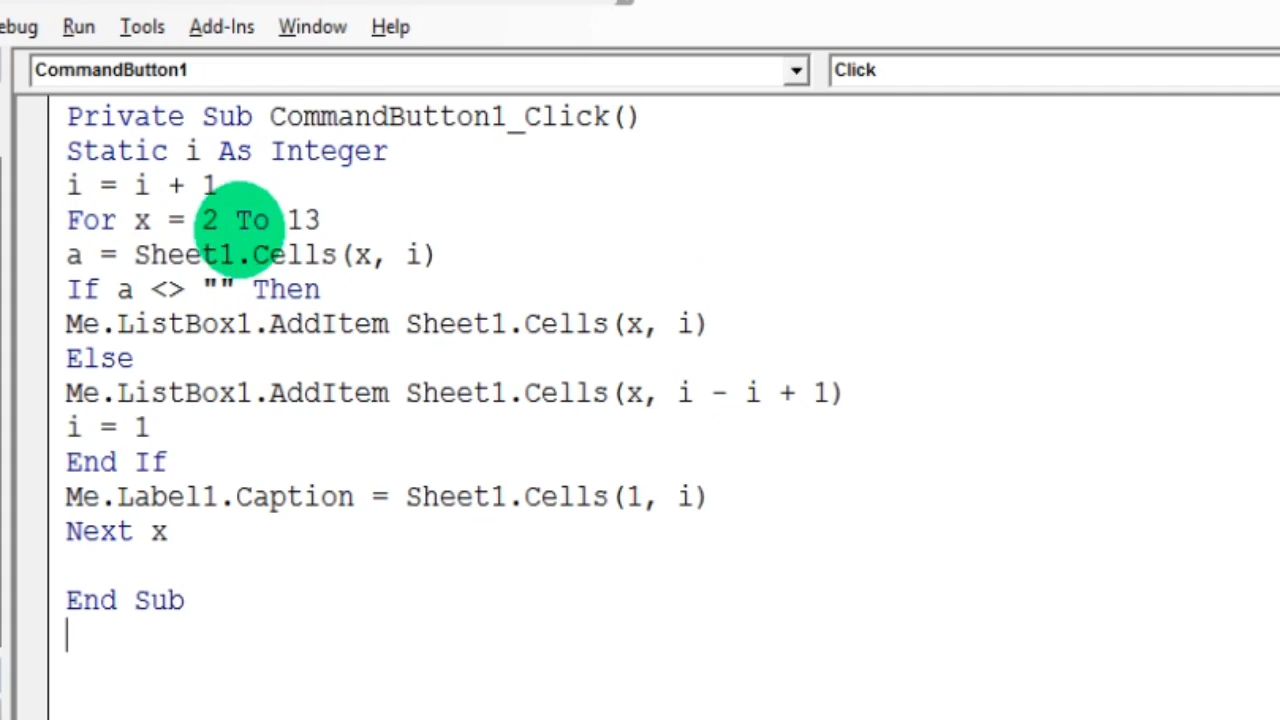 ebug Run Tools Add-Ins Window Help
CommandButton1 Click
Private Sub CommandButton1_Click()
Static i As Integer
i = i + 1
For x = 2 To 13
a = Sheet1.Cells(x, i)
If a <> "" Then
Me.ListBox1.AddItem Sheet1.Cells(x, i)
Else
Me.ListBox1.AddItem Sheet1.Cells(x, i - i + 1)
i = 1
End If
Me.Label1.Caption = Sheet1.Cells(1, i)
Next x
End Sub